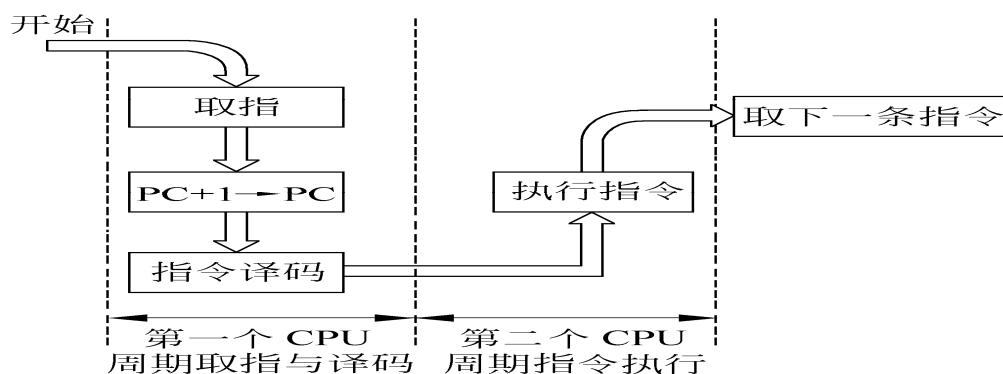 开始
取指
PC+1→PC
指令译码
执行指令
取下一条指令
第一个 CPU
周期取指与译码
第二个 CPU
周期指令执行